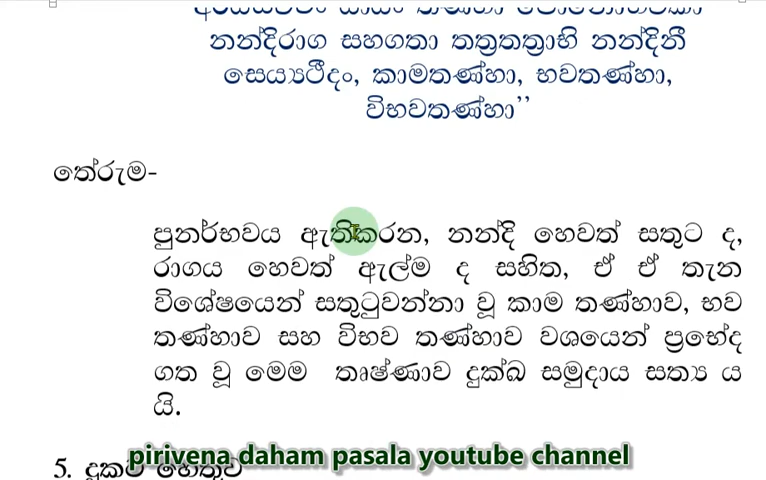 නන්දිරාග සහගතා තත්‍රතත්‍රාභි නන්දිනී
සෙය්‍යථීදං, කාමතණ්හා, භවතණ්හා,
විභවතණ්හා’’
තේරුම-
පුනර්භවය ඇතිකරන, නන්දි හෙවත් සතුට ද,
රාගය හෙවත් ඇල්ම ද සහිත, ඒ ඒ තැන
විශේෂයෙන් සතුටුවන්නා වූ කාම තණ්හාව, භව
තණ්හාව සහ විභව තණ්හාව වශයෙන් ප්‍රභේද
ගත වූ මෙම තෘෂ්ණාව දුක්ඛ සමුදාය සත්‍ය ය
යි.
5.
pirivena daham pasala youtube channel